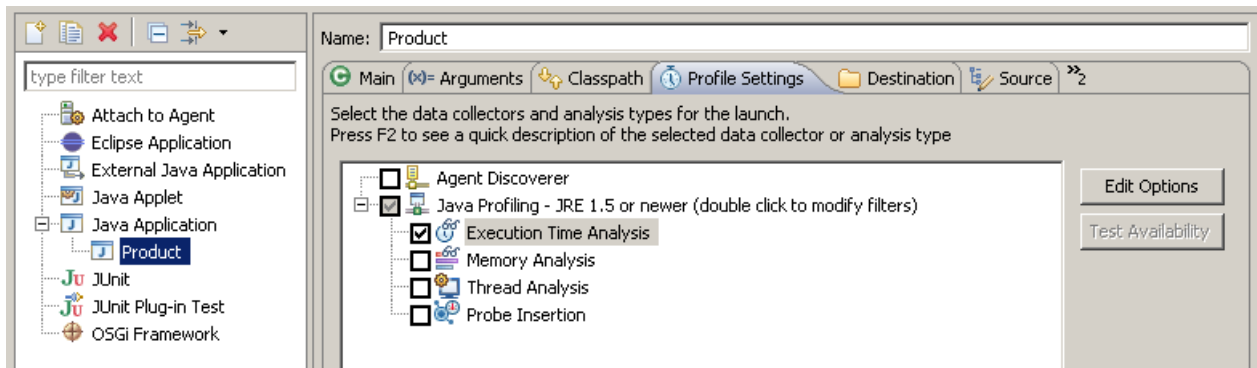 Name: Product
type filter text
Attach to Agent
Eclipse Application
External Java Application
Java Applet
Java Application
Product
JUnit
JUnit Plug-in Test
OSGi Framework
Main (x)= Arguments Classpath Profile Settings Destination Source »2
Select the data collectors and analysis types for the launch.
Press F2 to see a quick description of the selected data collector or analysis type
Agent Discoverer
Java Profiling - JRE 1.5 or newer (double click to modify filters)
Execution Time Analysis
Memory Analysis
Thread Analysis
Probe Insertion
Edit Options
Test Availability